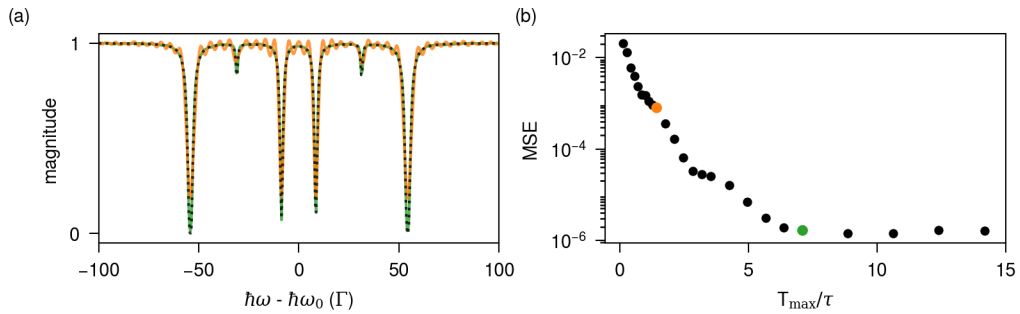 (a)
1
0
magnitude
−100 −50 0 50 100
ħω - ħω₀ (Γ)
(b)
10⁻²
10⁻⁴
10⁻⁶
MSE
0 5 10 15
T_max/τ